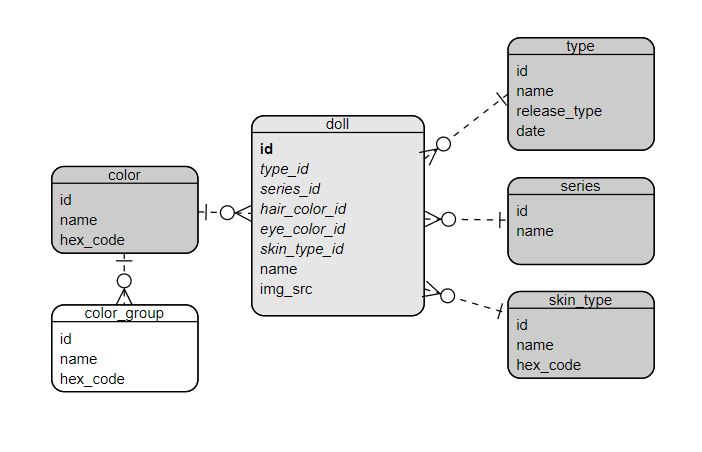 type
id
name
release_type
date
doll
id
type_id
series_id
hair_color_id
eye_color_id
skin_type_id
name
img_src
color
id
name
hex_code
series
id
name
color_group
id
name
hex_code
skin_type
id
name
hex_code